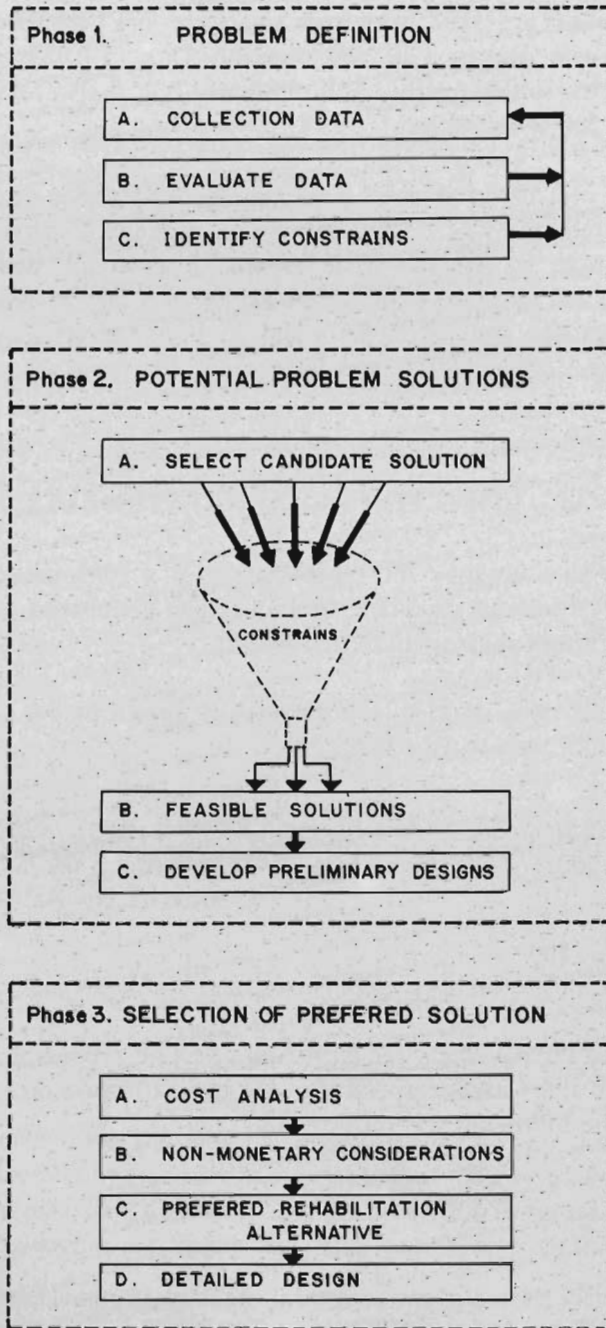 Phase 1. PROBLEM DEFINITION
A. COLLECTION DATA
B. EVALUATE DATA
C. IDENTIFY CONSTRAINS
Phase 2. POTENTIAL PROBLEM SOLUTIONS
A. SELECT CANDIDATE SOLUTION
CONSTRAINS
B. FEASIBLE SOLUTIONS
C. DEVELOP PRELIMINARY DESIGNS
Phase 3. SELECTION OF PREFERED SOLUTION
A. COST ANALYSIS
B. NON-MONETARY CONSIDERATIONS
C. PREFERED REHABILITATION
ALTERNATIVE
D. DETAILED DESIGN